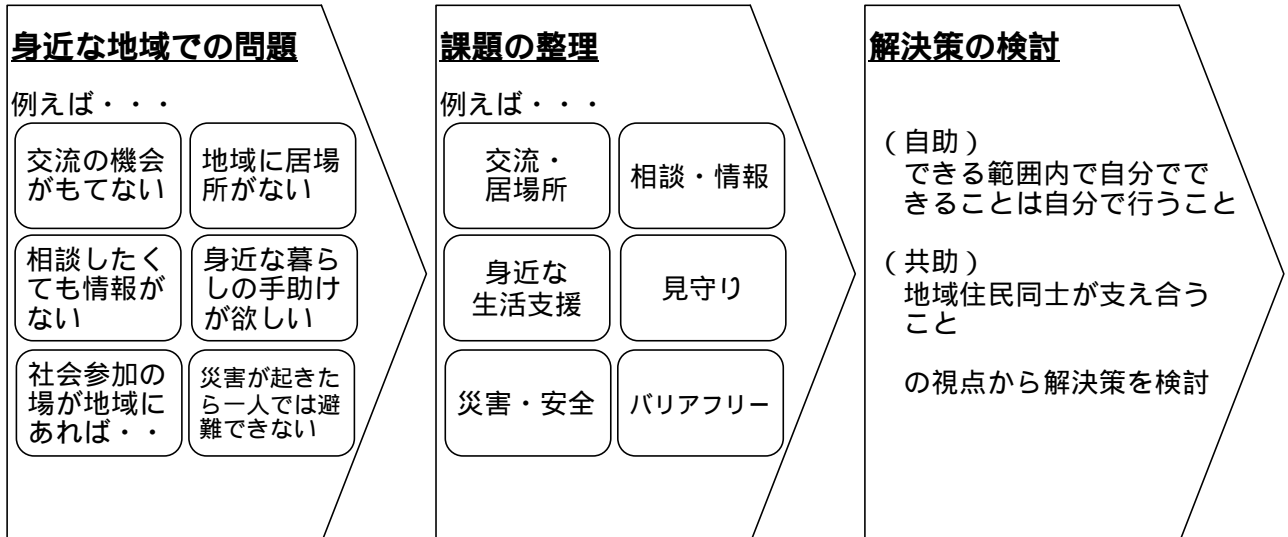 身近な地域での問題
例えば・・・
交流の機会
がもてない
地域に居場
所がない
相談したく
ても情報が
ない
身近な暮ら
しの手助け
が欲しい
社会参加の
場が地域に
あれば・・
災害が起きた
ら一人では避
難できない
課題の整理
例えば・・・
交流・
居場所
相談・情報
身近な
生活支援
見守り
災害・安全
バリアフリー
解決策の検討
(自助)
できる範囲内で自分でで
きることは自分で行うこと
(共助)
地域住民同士が支え合う
こと
の視点から解決策を検討